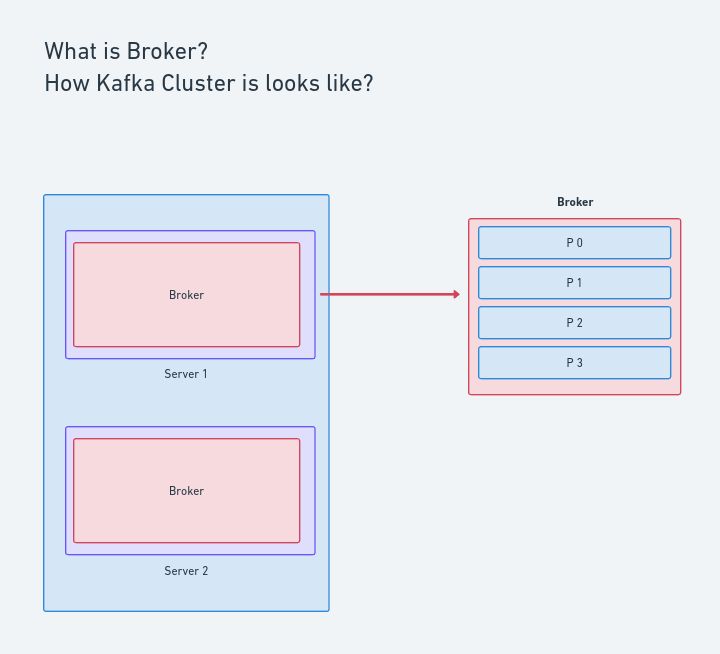 What is Broker?
How Kafka Cluster is looks like?
Broker
Server 1
Broker
Server 2
Broker
P 0
P 1
P 2
P 3